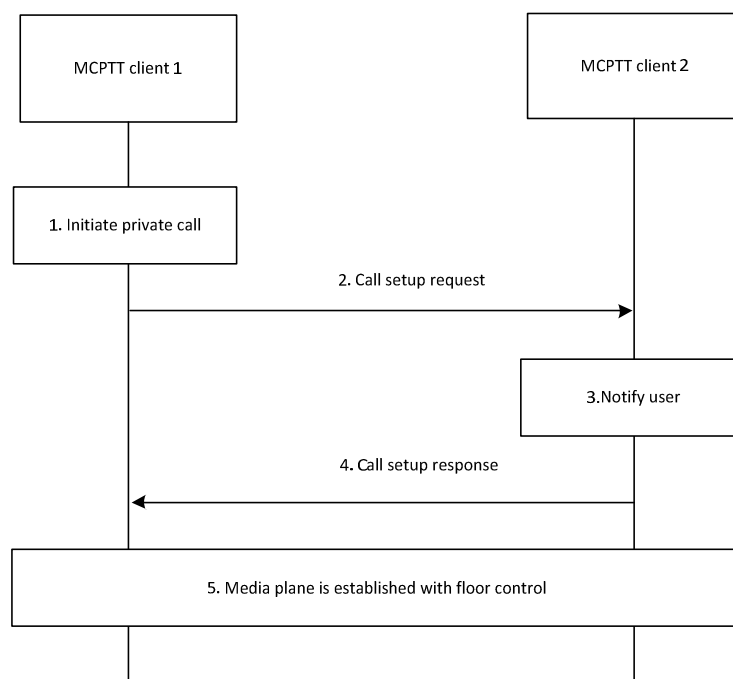 MCPTT client 1
MCPTT client 2
1. Initiate private call
2. Call setup request
3.Notify user
4. Call setup response
5. Media plane is established with floor control